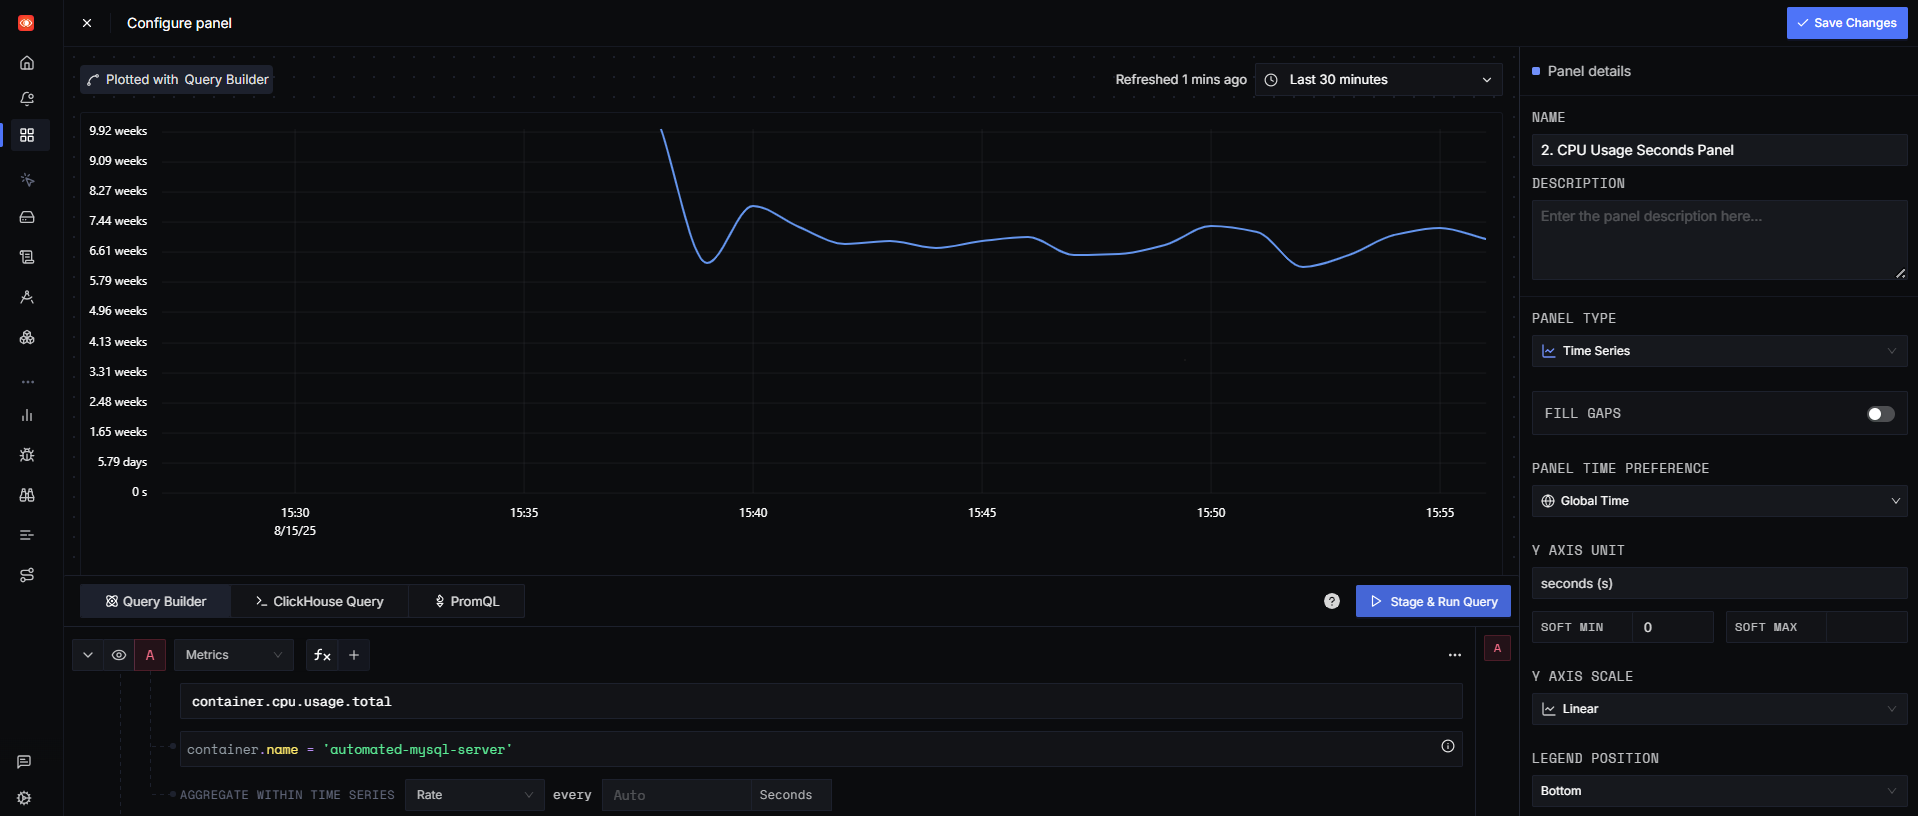 Configure panel
Save Changes
Plotted with Query Builder
Refreshed 1 mins ago
Last 30 minutes
9.92 weeks
9.09 weeks
8.27 weeks
7.44 weeks
6.61 weeks
5.79 weeks
4.96 weeks
4.13 weeks
3.31 weeks
2.48 weeks
1.65 weeks
5.79 days
0 s
15:30
15:35
15:40
15:45
15:50
15:55
8/15/25
Query Builder
ClickHouse Query
PromQL
?
Stage & Run Query
A
Metrics
fx
+
...
A
container.cpu.usage.total
container.name = 'automated-mysql-server'
AGGREGATE WITHIN TIME SERIES
Rate
every
Auto
Seconds
Panel details
NAME
2. CPU Usage Seconds Panel
DESCRIPTION
Enter the panel description here...
PANEL TYPE
Time Series
FILL GAPS
PANEL TIME PREFERENCE
Global Time
Y AXIS UNIT
seconds (s)
SOFT MIN
0
SOFT MAX
Y AXIS SCALE
Linear
LEGEND POSITION
Bottom